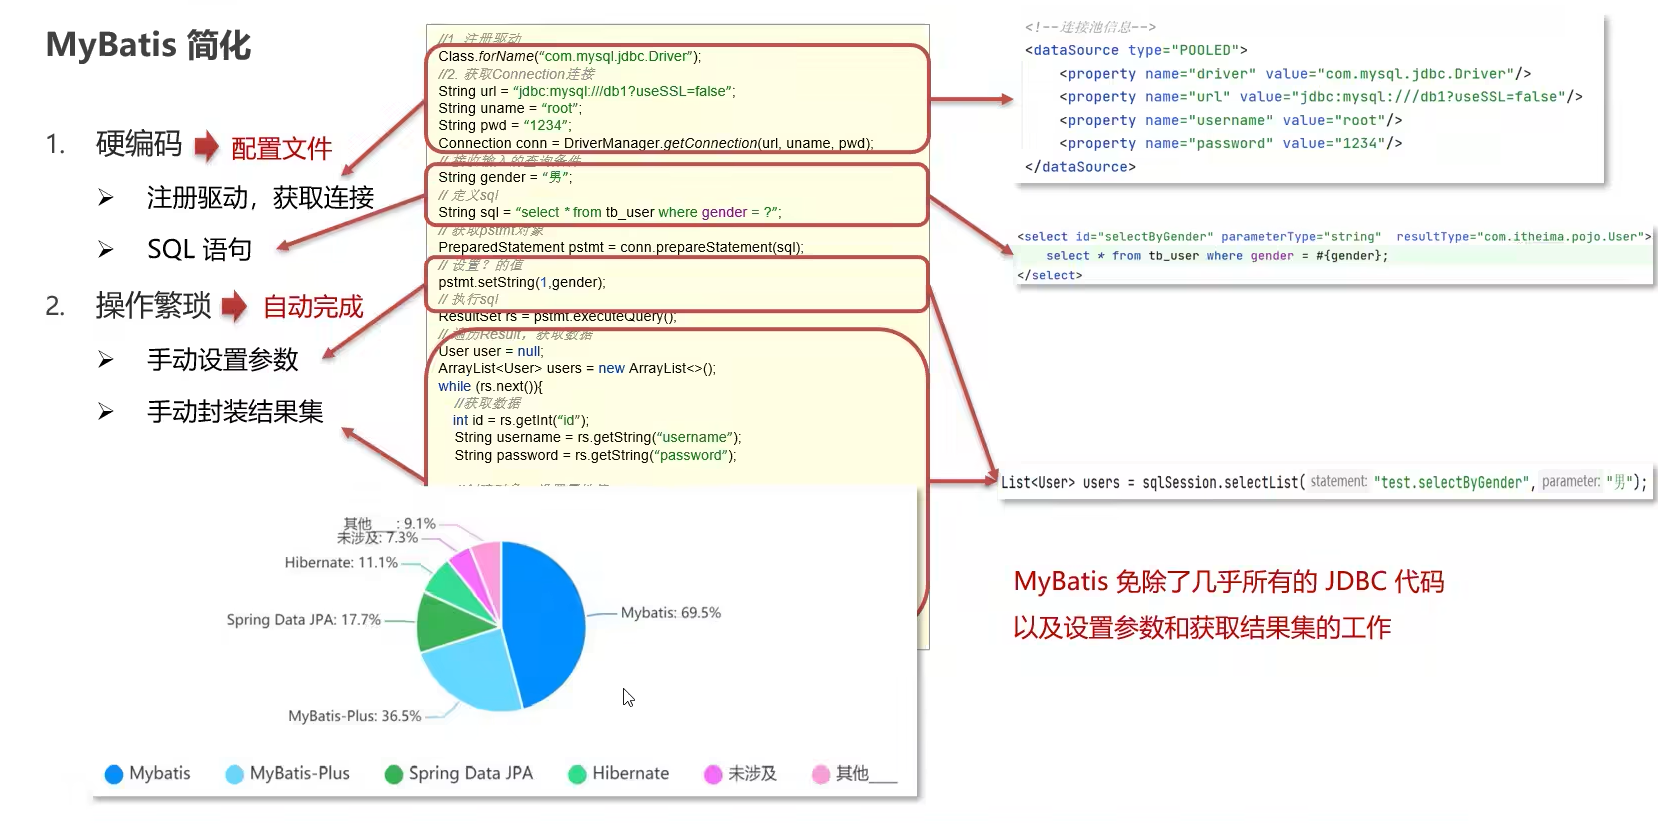 MyBatis 简化
1. 硬编码 配置文件
➢ 注册驱动，获取连接
➢ SQL 语句
2. 操作繁琐 自动完成
➢ 手动设置参数
➢ 手动封装结果集
//1. 注册驱动
Class.forName(“com.mysql.jdbc.Driver”);
//2. 获取Connection连接
String url = “jdbc:mysql:///db1?useSSL=false”;
String uname = “root”;
String pwd = “1234”;
Connection conn = DriverManager.getConnection(url, uname, pwd);
// 接收输入的查询条件
String gender = “男”;
// 定义sql
String sql = “select * from tb_user where gender = ?”;
// 获取pstmt对象
PreparedStatement pstmt = conn.prepareStatement(sql);
// 设置？的值
pstmt.setString(1,gender);
// 执行sql
ResultSet rs = pstmt.executeQuery();
// 遍历Result，获取数据
User user = null;
ArrayList<User> users = new ArrayList<>();
while (rs.next()){
//获取数据
int id = rs.getInt(“id”);
String username = rs.getString(“username”);
String password = rs.getString(“password”);
<!--连接池信息-->
<dataSource type="POOLED">
<property name="driver" value="com.mysql.jdbc.Driver"/>
<property name="url" value="jdbc:mysql:///db1?useSSL=false"/>
<property name="username" value="root"/>
<property name="password" value="1234"/>
</dataSource>
<select id="selectByGender" parameterType="string" resultType="com.itheima.pojo.User">
select * from tb_user where gender = #{gender};
</select>
List<User> users = sqlSession.selectList( statement: "test.selectByGender", parameter: "男");
MyBatis 免除了几乎所有的 JDBC 代码
以及设置参数和获取结果集的工作
其他____: 9.1%
未涉及: 7.3%
Hibernate: 11.1%
Spring Data JPA: 17.7%
Mybatis: 69.5%
MyBatis-Plus: 36.5%
Mybatis MyBatis-Plus Spring Data JPA Hibernate 未涉及 其他____